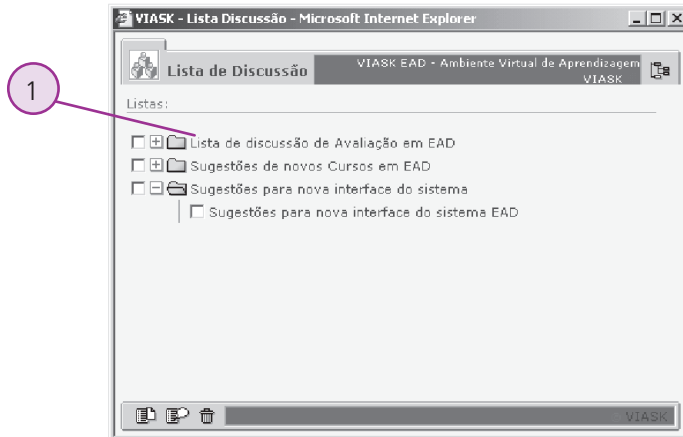 VIASK - Lista Discussão - Microsoft Internet Explorer
Lista de Discussão
VIASK EAD - Ambiente Virtual de Aprendizagem
VIASK
1
Listas:
Lista de discussão de Avaliação em EAD
Sugestões de novos Cursos em EAD
Sugestões para nova interface do sistema
Sugestões para nova interface do sistema EAD
VIASK